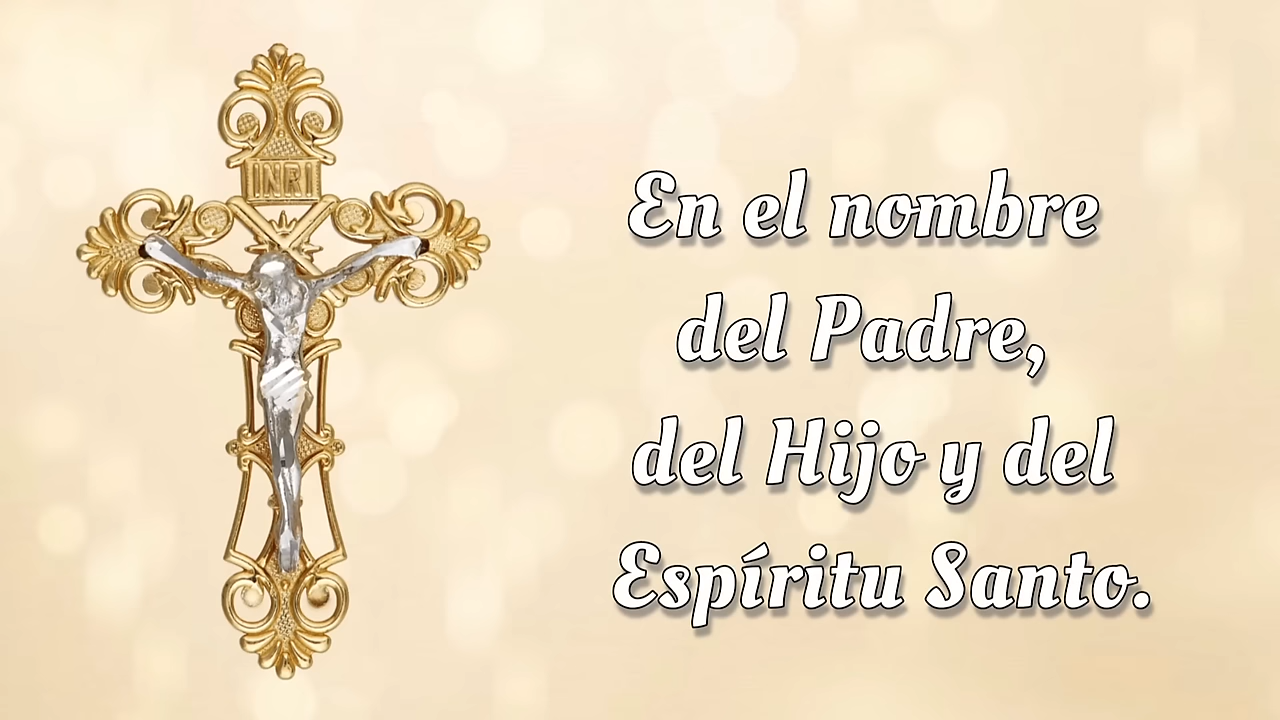 INRI
En el nombre
del Padre,
del Hijo y del
Espíritu Santo.